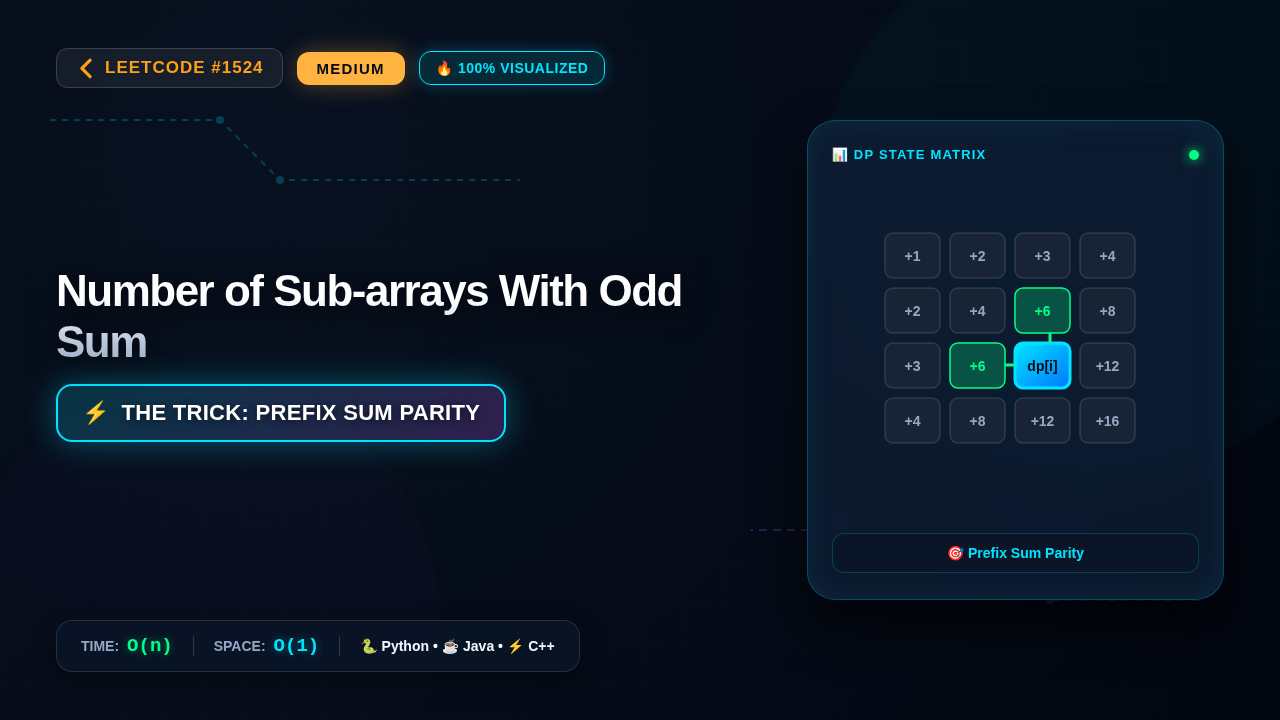 LEETCODE #1524
MEDIUM
🔥 100% VISUALIZED
Number of Sub-arrays With Odd
Sum
⚡ THE TRICK: PREFIX SUM PARITY
📊 DP STATE MATRIX
+1 +2 +3 +4
+2 +4 +6 +8
+3 +6 dp[i] +12
+4 +8 +12 +16
🎯 Prefix Sum Parity
TIME: O(n) SPACE: O(1) 🐍 Python • ☕ Java • ⚡ C++